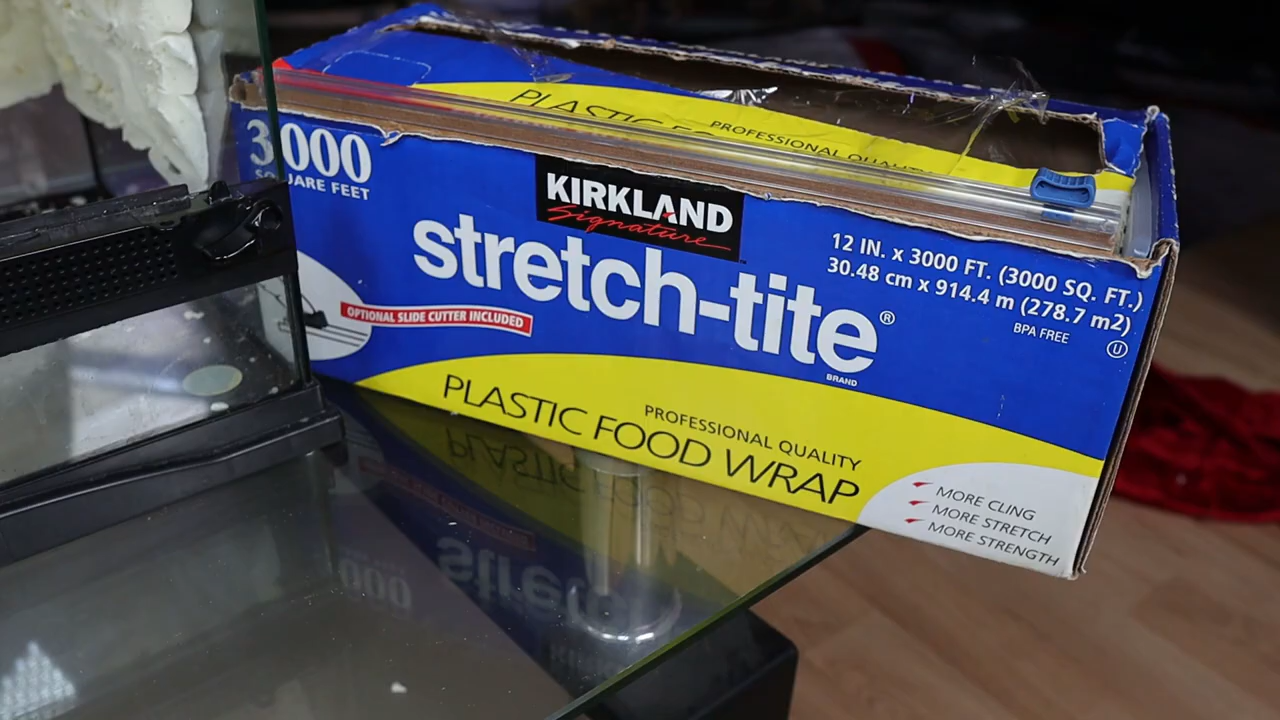 PLASTIC FO
PROFESSIONAL QUALITY
3000
SQUARE FEET
KIRKLAND
Signature
stretch-tite®
BRAND
12 IN. x 3000 FT. (3000 SQ. FT.)
30.48 cm x 914.4 m (278.7 m2)
BPA FREE
U
OPTIONAL SLIDE CUTTER INCLUDED
PROFESSIONAL QUALITY
PLASTIC FOOD WRAP
MORE CLING
MORE STRETCH
MORE STRENGTH